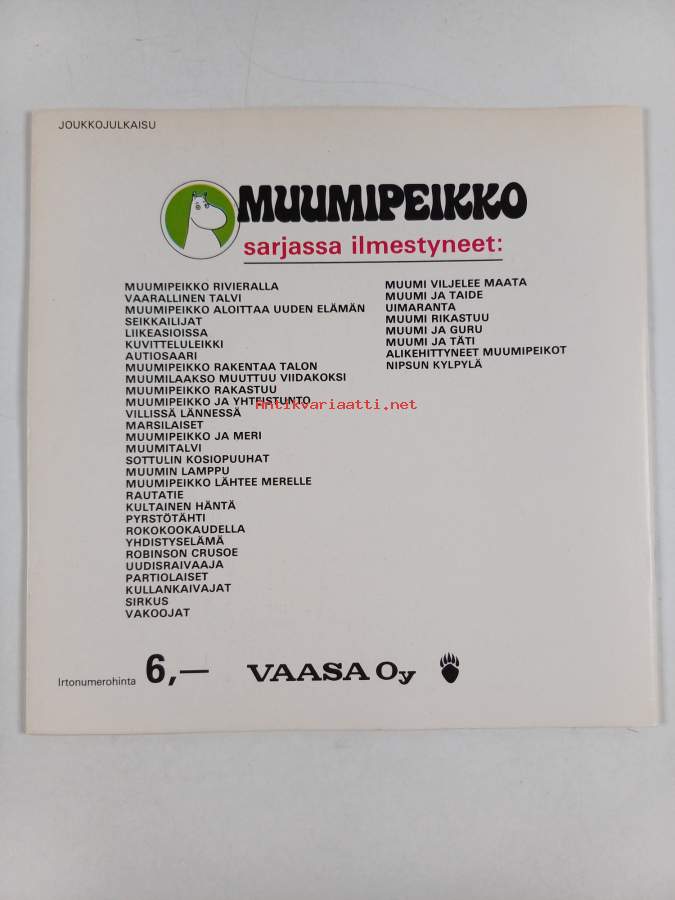 JOUKKOJULKAISU
MUUMIPEIKKO
sarjassa ilmestyneet:
MUUMIPEIKKO RIVIERALLA
VAARALLINEN TALVI
MUUMIPEIKKO ALOITTAA UUDEN ELÄMÄN
SEIKKAILIJAT
LIIKEASIOISSA
KUVITTELULEIKKI
AUTIOSAARI
MUUMIPEIKKO RAKENTAA TALON
MUUMILAAKSO MUUTTUU VIIDAKOKSI
MUUMIPEIKKO RAKASTUU
MUUMIPEIKKO JA YHTEISTUNTO
VILLISSÄ LÄNNESSÄ
MARSILAISET
MUUMIPEIKKO JA MERI
MUUMITALVI
SOTTULIN KOSIOPUUHAT
MUUMIN LAMPPU
MUUMIPEIKKO LÄHTEE MERELLE
RAUTATIE
KULTAINEN HÄNTÄ
PYRSTÖTÄHTI
ROKOKOOKAUDELLA
YHDISTYSELÄMÄ
ROBINSON CRUSOE
UUDISRAIVAAJA
PARTIOLAISET
KULLANKAIVAJAT
SIRKUS
VAKOOJAT
MUUMI VILJELEE MAATA
MUUMI JA TAIDE
UIMARANTA
MUUMI RIKASTUU
MUUMI JA GURU
MUUMI JA TÄTI
ALIKEHITTYNEET MUUMIPEIKOT
NIPSUN KYLPYLÄ
Antikvariaatti.net
Irtonumerohinta 6,— VAASA Oy